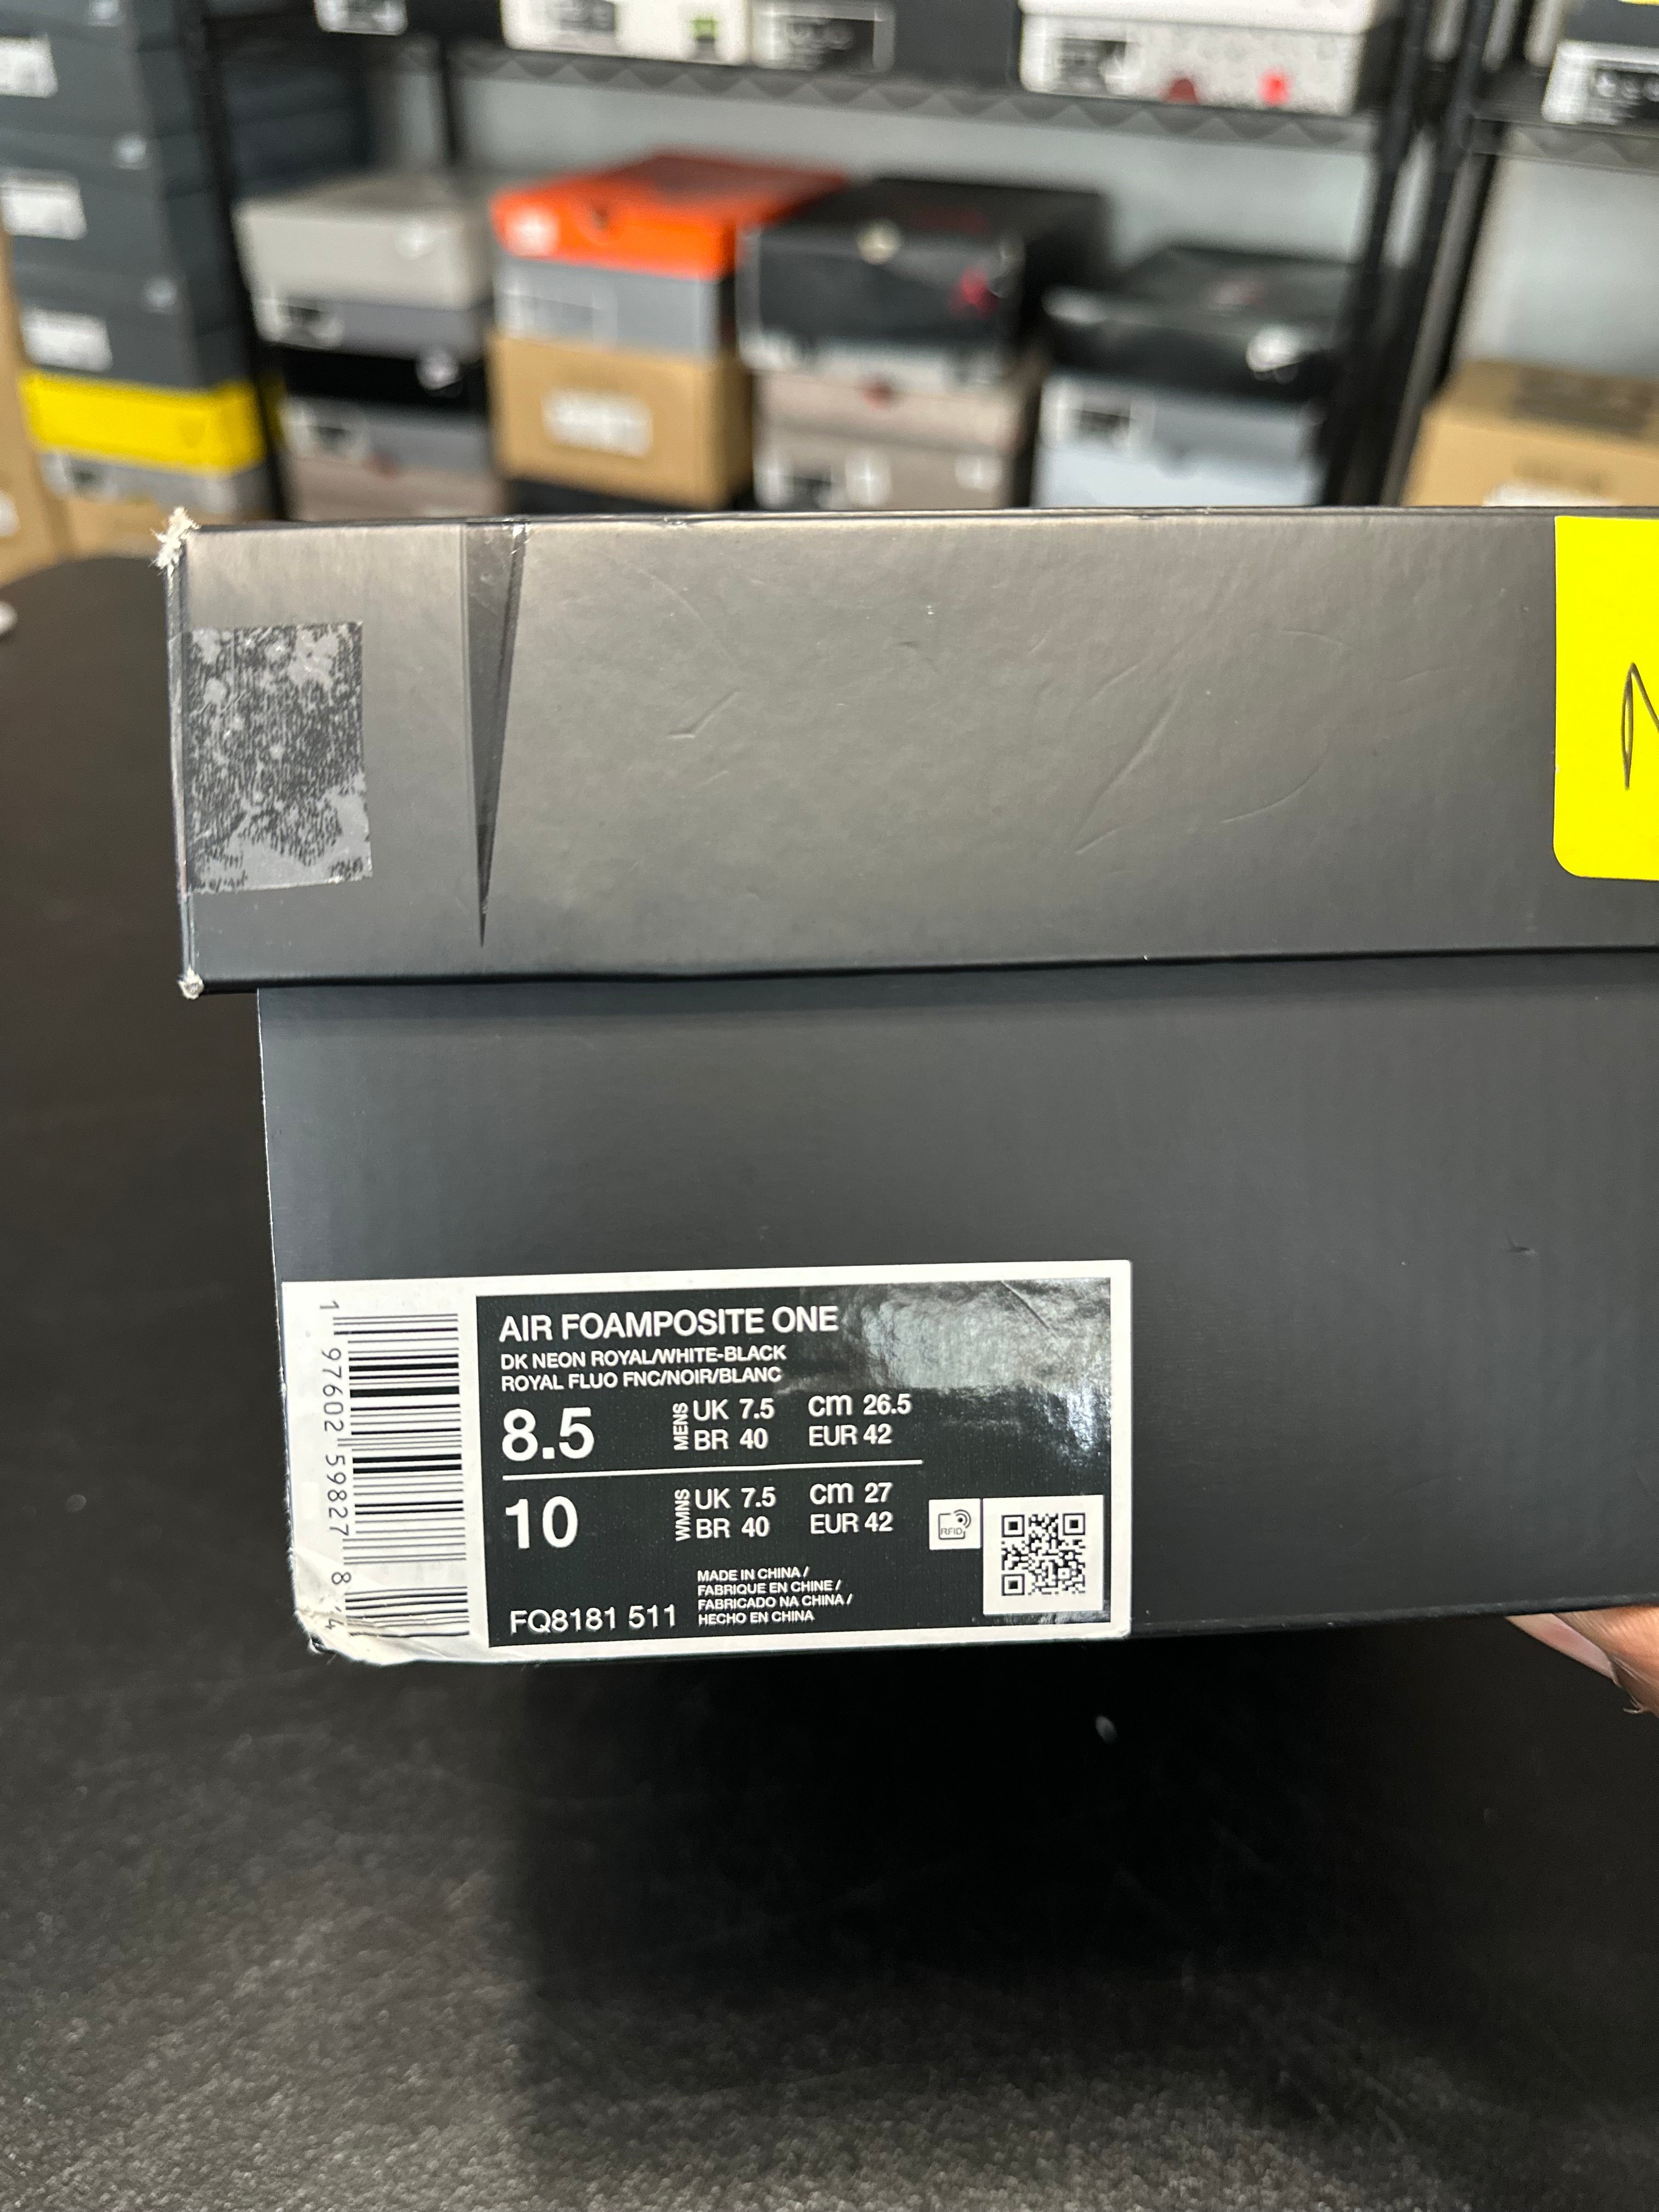 AIR FOAMPOSITE ONE
DK NEON ROYAL/WHITE-BLACK
ROYAL FLUO FNC/NOIR/BLANC
8.5 MENS UK 7.5 cm 26.5
BR 40 EUR 42
10 WMNS UK 7.5 cm 27
BR 40 EUR 42
RFID
MADE IN CHINA /
FABRIQUE EN CHINE /
FABRICADO NA CHINA /
HECHO EN CHINA
FQ8181 511
1 97602 59827 8 4